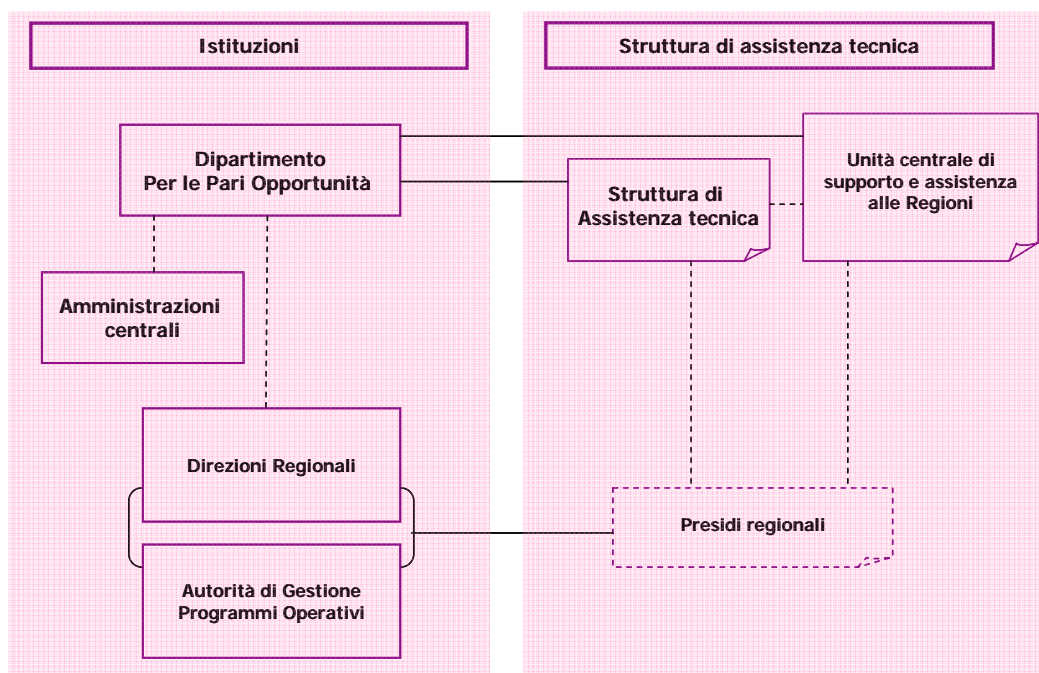 Istituzioni
Struttura di assistenza tecnica
Dipartimento
Per le Pari Opportunità
Struttura di
Assistenza tecnica
Unità centrale di
supporto e assistenza
alle Regioni
Amministrazioni
centrali
Direzioni Regionali
Presidi regionali
Autorità di Gestione
Programmi Operativi